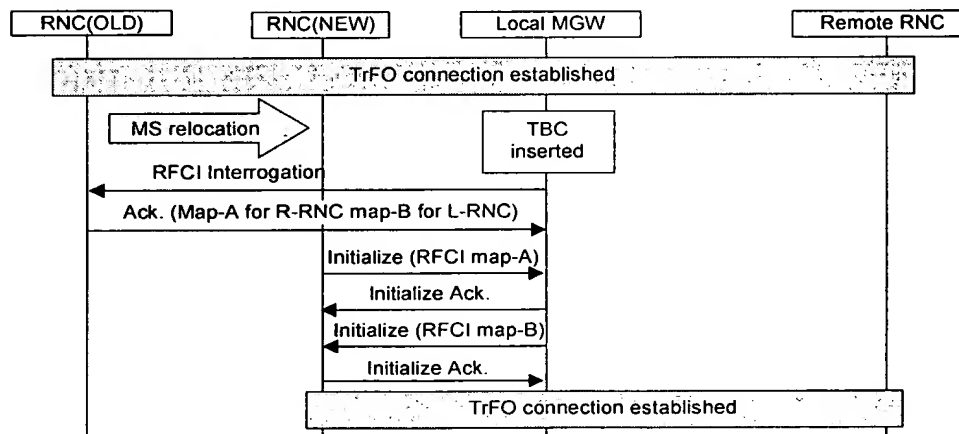 RNC(OLD)
RNC(NEW)
Local MGW
Remote RNC
TrFO connection established
MS relocation
TBC
inserted
RFCI Interrogation
Ack. (Map-A for R-RNC map-B for L-RNC)
Initialize (RFCI map-A)
Initialize Ack.
Initialize (RFCI map-B)
Initialize Ack.
TrFO connection established